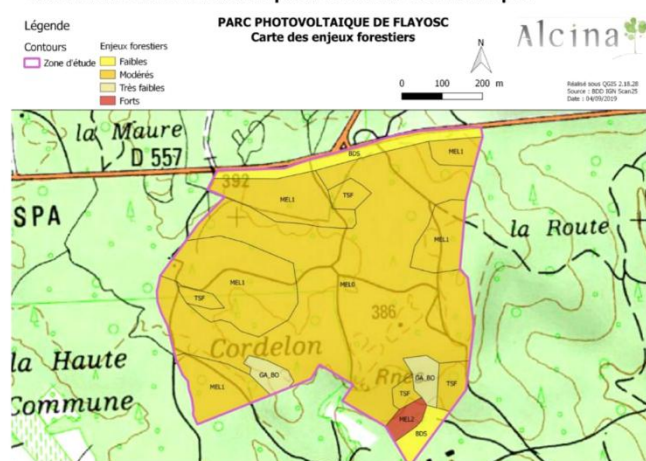 PARC PHOTOVOLTAIQUE DE FLAYOSC
Carte des enjeux forestiers
Alcina
Légende
Contours
Zone d'étude
Enjeux forestiers
Faibles
Modérés
Très faibles
Forts
N
0 100 200 m
Réalisé sous QGIS 2.18.28
Source : BDD IGN Scan25
Date : 04/09/2019
la Maure
D 557
BDS
MEL1
392
MEL1
TSF
SPA
MEL1
la Route
MEL1
TSF
386
Cordelon
la Haute
Commune
MEL1
GA_BO
Rne
GA_BO
TSF
TSF
MEL2
BDS